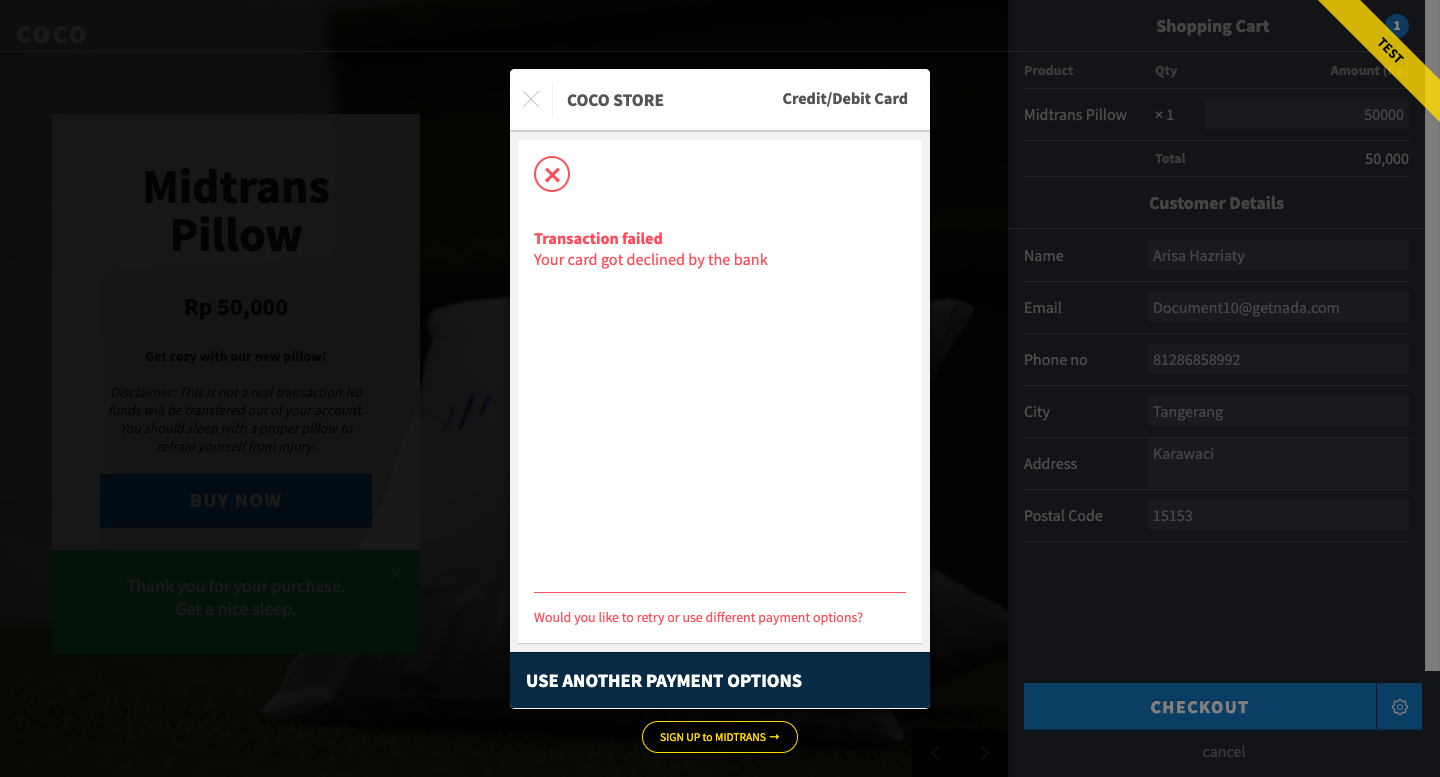 COCO
Midtrans
Pillow
Rp 50,000
Get cozy with our new pillow!
Disclaimer: This is not a real transaction.No
funds will be transfered out of your account.
You should sleep with a proper pillow to
refrain yourself from injury.
BUY NOW
Thank you for your purchase.
Get a nice sleep.
COCO STORE
Credit/Debit Card
Transaction failed
Your card got declined by the bank
Would you like to retry or use different payment options?
USE ANOTHER PAYMENT OPTIONS
SIGN UP to MIDTRANS →
Shopping Cart 1
TEST
Product Qty Amount (Rp)
Midtrans Pillow × 1 50000
Total 50,000
Customer Details
Name Arisa Hazriaty
Email Document10@getnada.com
Phone no 81286858992
City Tangerang
Address Karawaci
Postal Code 15153
CHECKOUT
cancel